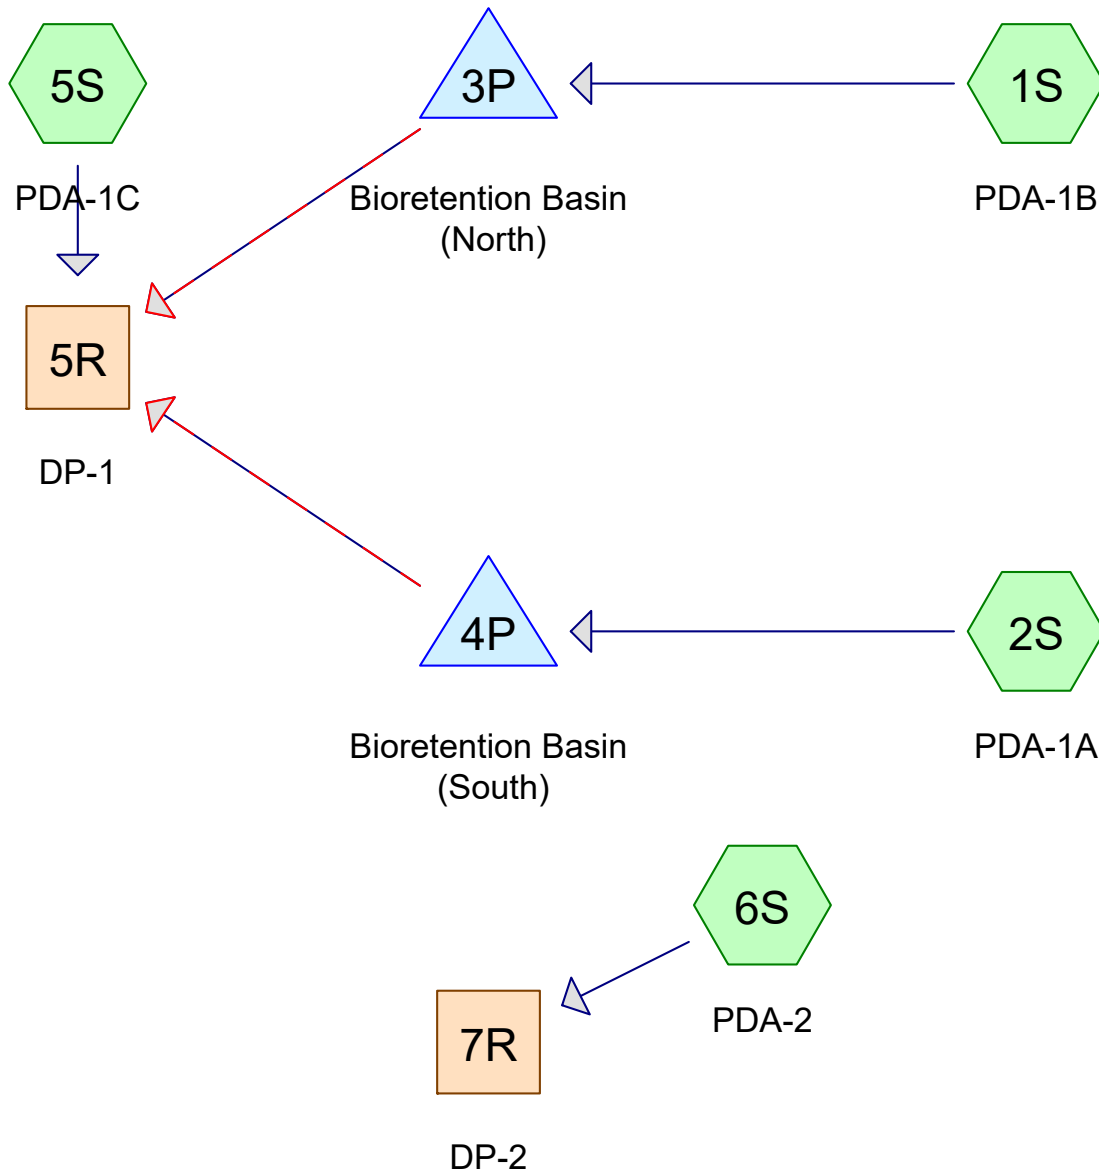 5S
3P
1S
PDA-1C
Bioretention Basin
(North)
PDA-1B
5R
DP-1
4P
2S
Bioretention Basin
(South)
PDA-1A
6S
PDA-2
7R
DP-2